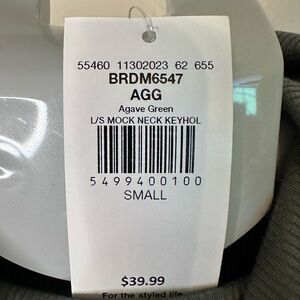 55460 11302023 62 655
BRDM6547
AGG
Agave Green
L/S MOCK NECK KEYHOL
5499400100
SMALL
$39.99
For the styled life